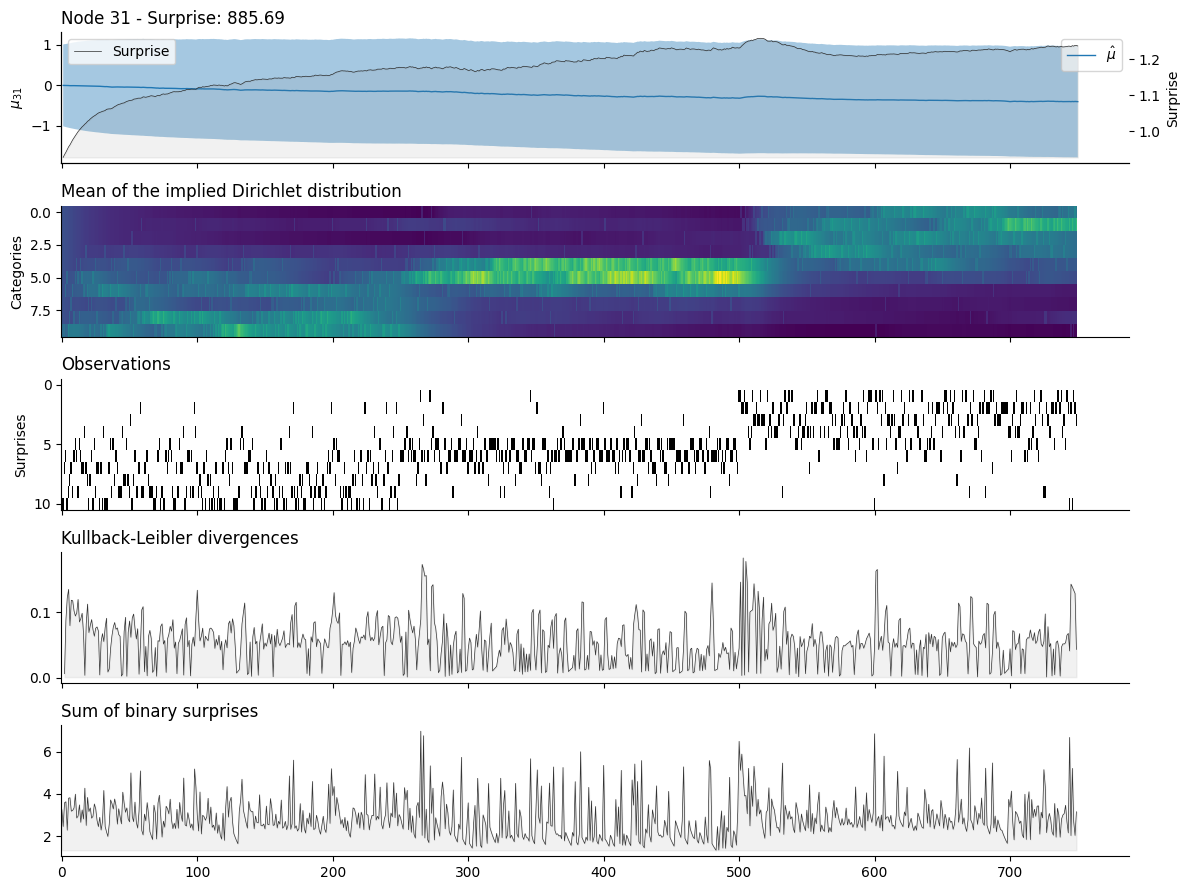 Node 31 - Surprise: 885.69
Surprise
μ̂
1
0
−1
μ31
1.2
1.1
1.0
Surprise
0 100 200 300 400 500 600 700
Mean of the implied Dirichlet distribution
0.0
2.5
5.0
7.5
Categories
Observations
0
5
10
Surprises
Kullback-Leibler divergences
0.1
0.0
Sum of binary surprises
6
4
2